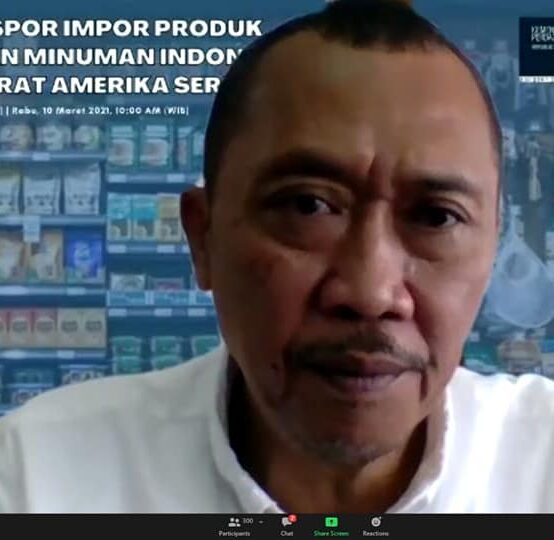 SPOR IMPOR PRODUK
N MINUMAN INDON
RAT AMERIKA SER
| Rabu, 10 Maret 2021, 10:00 AM (WIB)
300
Participants
Chat
Share Screen
Reactions